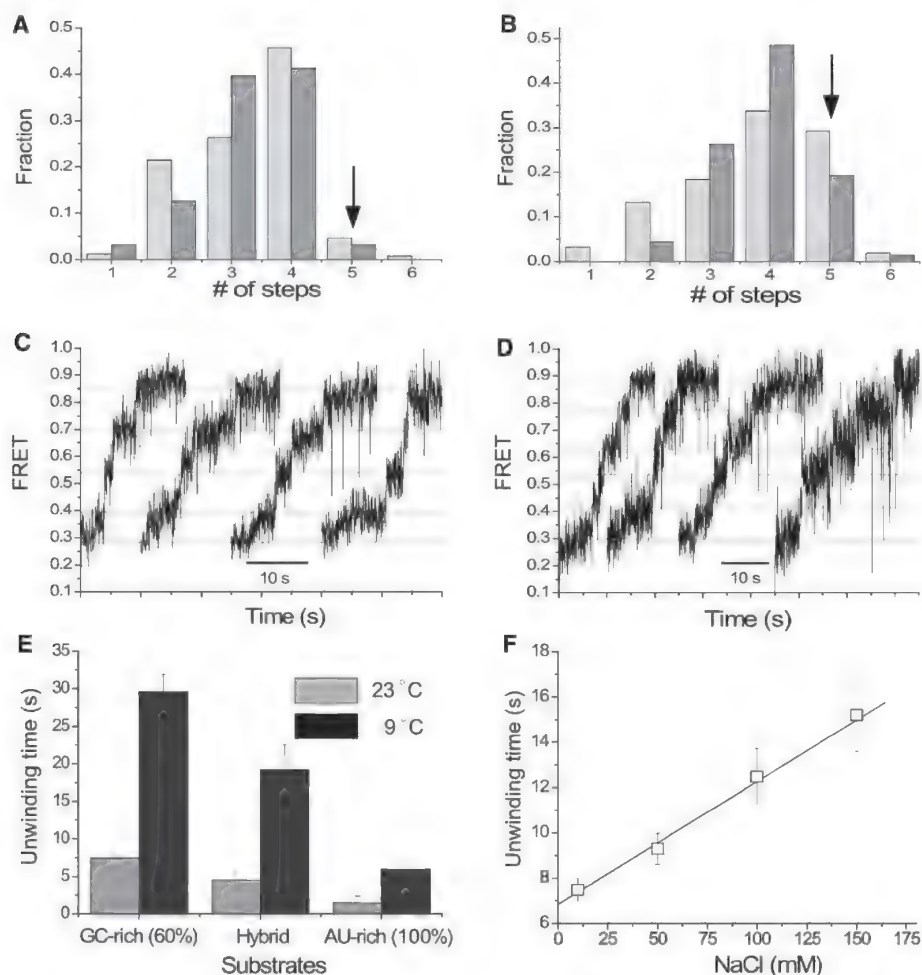 A
0.5
0.4
0.3
0.2
0.1
0.0
Fraction
1 2 3 4 5 6
# of steps
B
0.5
0.4
0.3
0.2
0.1
0.0
Fraction
1 2 3 4 5 6
# of steps
C
1.0
0.9
0.8
0.7
0.6
0.5
0.4
0.3
0.2
0.1
FRET
10 s
Time (s)
D
1.0
0.9
0.8
0.7
0.6
0.5
0.4
0.3
0.2
0.1
FRET
10 s
Time (s)
E
35
30
25
20
15
10
5
0
Unwinding time (s)
23 °C
9 °C
GC-rich (60%) Hybrid AU-rich (100%)
Substrates
F
18
16
14
12
10
8
6
Unwinding time (s)
0 25 50 75 100 125 150 175
NaCl (mM)